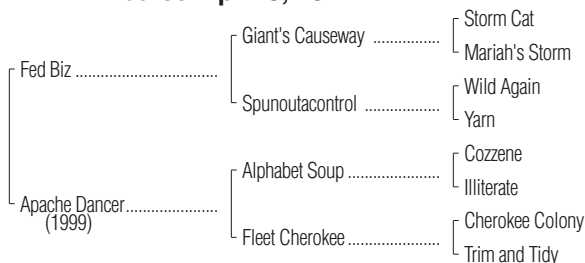 Storm Cat
Giant's Causeway ................
Mariah's Storm
Fed Biz ..................................
Wild Again
Spunoutacontrol ..................
Yarn
Cozzene
Alphabet Soup ......................
Illiterate
Apache Dancer......................
(1999)
Cherokee Colony
Fleet Cherokee ......................
Trim and Tidy